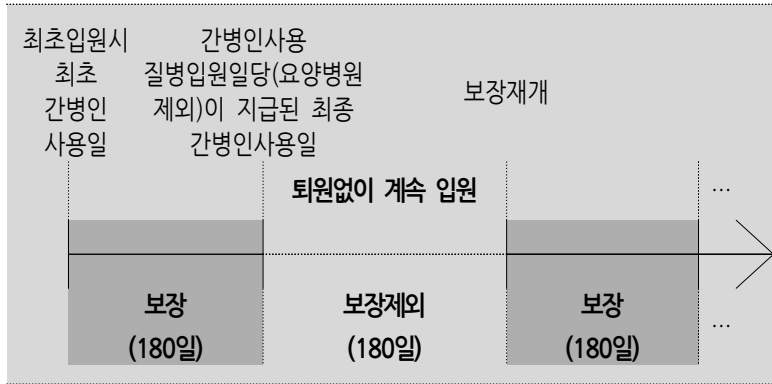 최초입원시
최초
간병인
사용일
간병인사용
질병입원일당(요양병원
제외)이 지급된 최종
간병인사용일
보장재개
퇴원없이 계속 입원
…
보장
(180일)
보장제외
(180일)
보장
(180일)
…